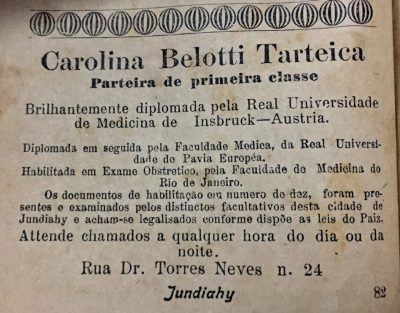 Carolina Belotti Tarteica
Parteira de primeira classe
Brilhantemente diplomada pela Real Universidade
de Medicina de Insbruck—Austria.
Diplomada em seguida pela Faculdade Medica, da Real Universi-
dade de Pavia Européa.
Habilitada em Exame Obstrotico, pela Faculdade do Medicina do
Rio de Janeiro.
Os documentos de habilitação em numero de daz, foram pre-
sentes e examinados pelos distinctos facultativos desta cidade de
Jundiahy e acham-se legalisados conforme dispõe as leis do Paiz.
Attende chamados a qualquer hora do dia ou da
noite.
Rua Dr. Torres Neves n. 24
Jundiahy
82